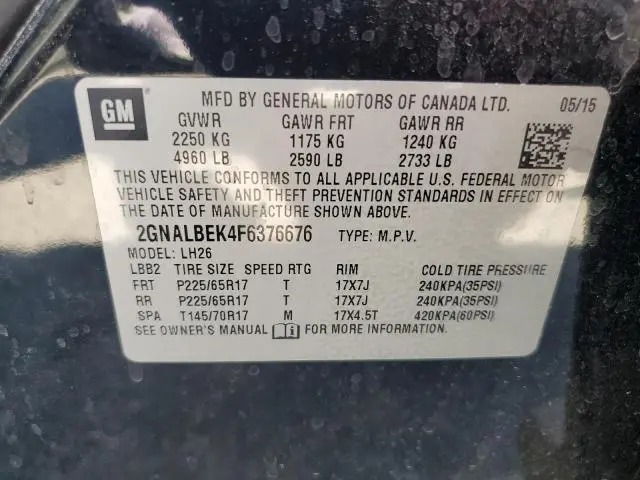 GM
MFD BY GENERAL MOTORS OF CANADA LTD. 05/15
GVWR GAWR FRT GAWR RR
2250 KG 1175 KG 1240 KG
4960 LB 2590 LB 2733 LB
THIS VEHICLE CONFORMS TO ALL APPLICABLE U.S. FEDERAL MOTOR
VEHICLE SAFETY AND THEFT PREVENTION STANDARDS IN EFFECT ON
THE DATE OF MANUFACTURE SHOWN ABOVE.
2GNALBEK4F6376676 TYPE: M.P.V.
MODEL: LH26
LBB2 TIRE SIZE SPEED RTG RIM COLD TIRE PRESSURE
FRT P225/65R17 T 17X7J 240KPA(35PSI)
RR P225/65R17 T 17X7J 240KPA(35PSI)
SPA T145/70R17 M 17X4.5T 420KPA(60PSI)
SEE OWNER'S MANUAL FOR MORE INFORMATION.